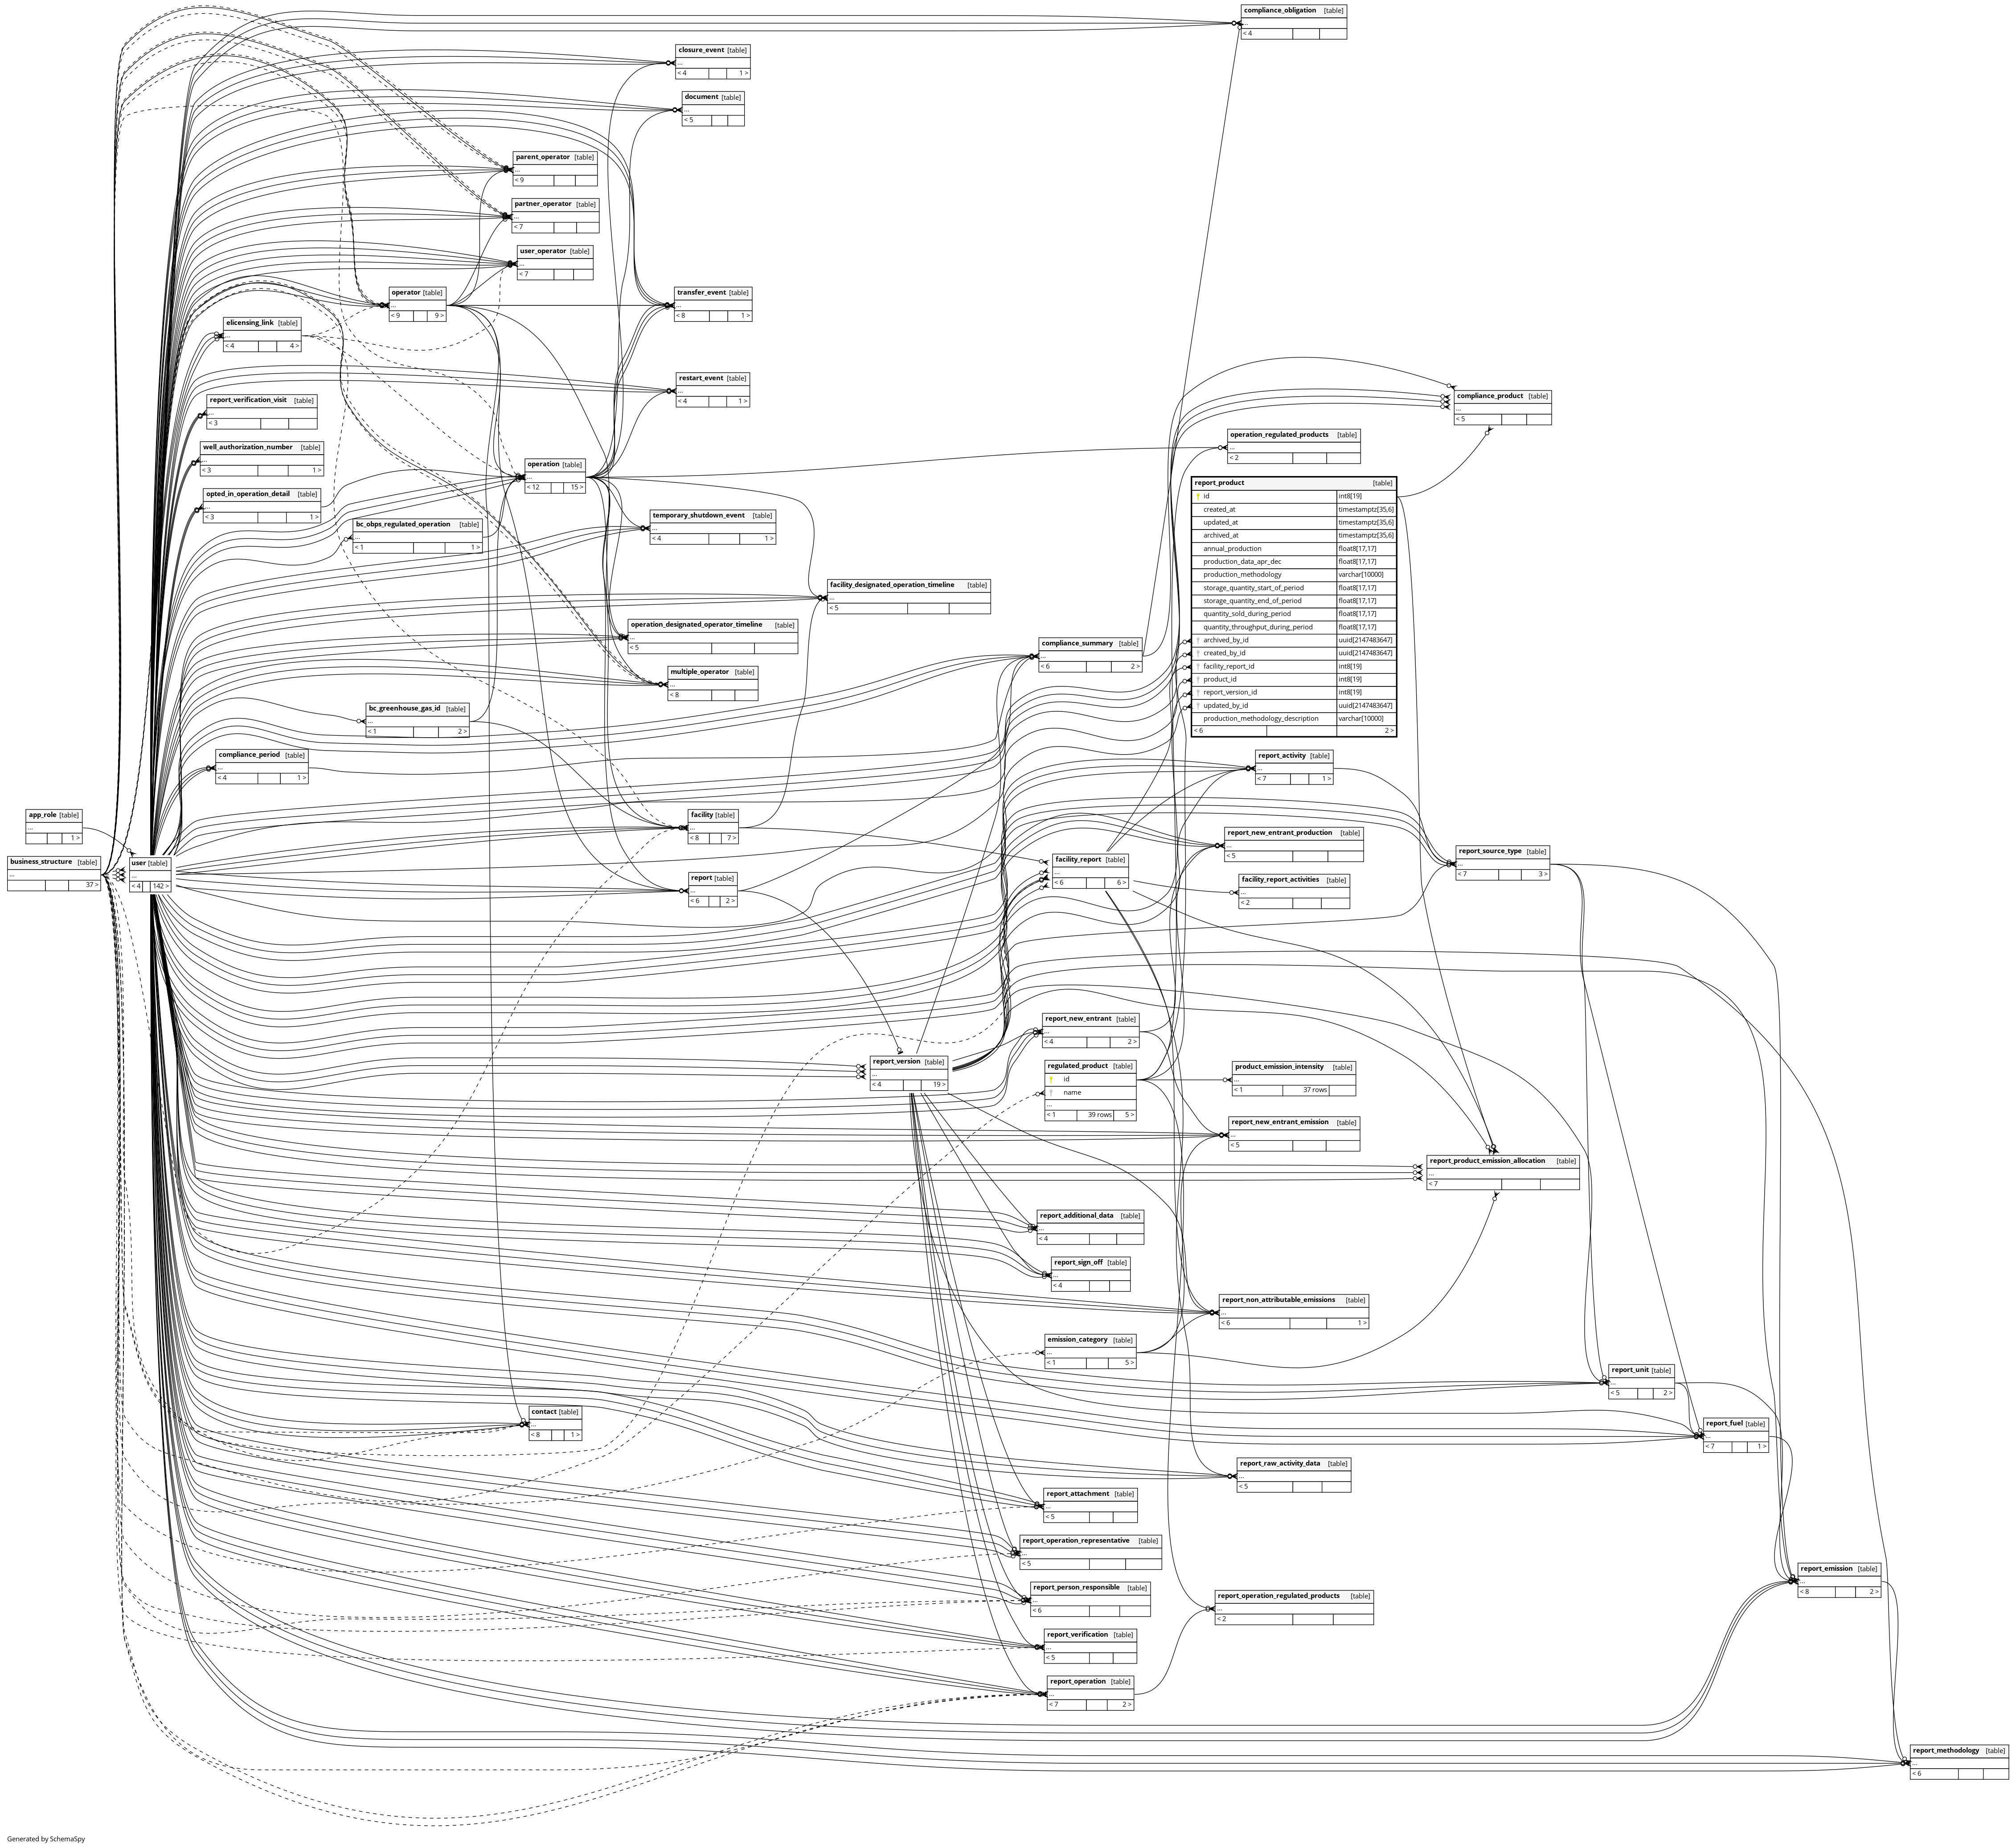 compliance_obligation [table]
...
< 4
closure_event [table]
...
< 4 1 >
document [table]
...
< 5
parent_operator [table]
...
< 9
partner_operator [table]
...
< 7
user_operator [table]
...
< 7
operator [table]
...
< 9 9 >
transfer_event [table]
...
< 8 1 >
elicensing_link [table]
...
< 4 4 >
restart_event [table]
...
< 4 1 >
compliance_product [table]
...
< 5
report_verification_visit [table]
...
< 3
well_authorization_number [table]
...
< 3 1 >
operation_regulated_products [table]
...
< 2
operation [table]
...
< 12 15 >
opted_in_operation_detail [table]
...
< 3 1 >
report_product [table]
id int8[19]
created_at timestamptz[35,6]
updated_at timestamptz[35,6]
archived_at timestamptz[35,6]
annual_production float8[17,17]
production_data_apr_dec float8[17,17]
production_methodology varchar[10000]
storage_quantity_start_of_period float8[17,17]
storage_quantity_end_of_period float8[17,17]
quantity_sold_during_period float8[17,17]
quantity_throughput_during_period float8[17,17]
archived_by_id uuid[2147483647]
created_by_id uuid[2147483647]
facility_report_id int8[19]
product_id int8[19]
report_version_id int8[19]
updated_by_id uuid[2147483647]
production_methodology_description varchar[10000]
< 6 2 >
bc_obps_regulated_operation [table]
...
< 1 1 >
temporary_shutdown_event [table]
...
< 4 1 >
facility_designated_operation_timeline [table]
...
< 5
operation_designated_operator_timeline [table]
...
< 5
compliance_summary [table]
...
< 6 2 >
multiple_operator [table]
...
< 8
bc_greenhouse_gas_id [table]
...
< 1 2 >
compliance_period [table]
...
< 4 1 >
report_activity [table]
...
< 7 1 >
app_role [table]
...
1 >
facility [table]
...
< 8 7 >
report_new_entrant_production [table]
...
< 5
business_structure [table]
...
37 >
user [table]
...
< 4 142 >
facility_report [table]
...
< 6 6 >
report_source_type [table]
...
< 7 3 >
report [table]
...
< 6 2 >
facility_report_activities [table]
...
< 2
report_new_entrant [table]
...
< 4 2 >
report_version [table]
...
< 4 19 >
regulated_product [table]
id
name
...
< 1 39 rows 5 >
product_emission_intensity [table]
...
< 1 37 rows
report_new_entrant_emission [table]
...
< 5
report_product_emission_allocation [table]
...
< 7
report_additional_data [table]
...
< 4
report_sign_off [table]
...
< 4
report_non_attributable_emissions [table]
...
< 6 1 >
emission_category [table]
...
< 1 5 >
report_unit [table]
...
< 5 2 >
contact [table]
...
< 8 1 >
report_fuel [table]
...
< 7 1 >
report_raw_activity_data [table]
...
< 5
report_attachment [table]
...
< 5
report_operation_representative [table]
...
< 5
report_emission [table]
...
< 8 2 >
report_person_responsible [table]
...
< 6
report_operation_regulated_products [table]
...
< 2
report_verification [table]
...
< 5
report_operation [table]
...
< 7 2 >
report_methodology [table]
...
< 6
Generated by SchemaSpy